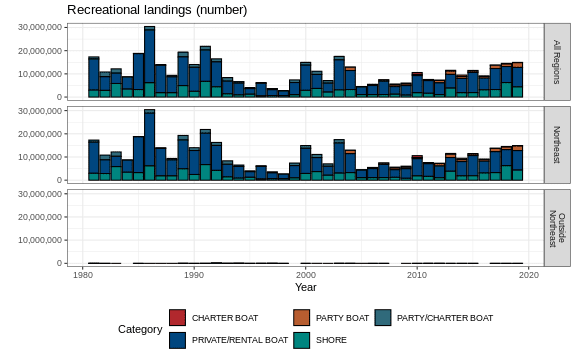 Recreational landings (number)
30,000,000
20,000,000
10,000,000
0
All Regions
30,000,000
20,000,000
10,000,000
0
Northeast
30,000,000
20,000,000
10,000,000
0
Outside
Northeast
1980
1990
2000
2010
2020
Year
Category
CHARTER BOAT
PARTY BOAT
PARTY/CHARTER BOAT
PRIVATE/RENTAL BOAT
SHORE